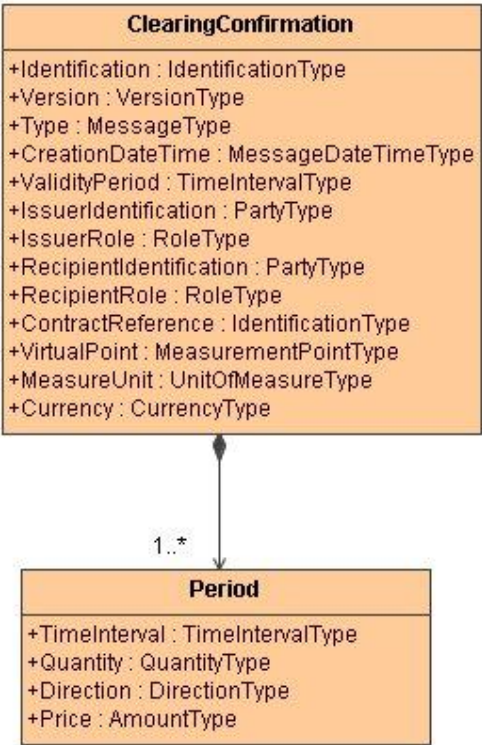 ClearingConfirmation
+Identification : IdentificationType
+Version : VersionType
+Type : MessageType
+CreationDateTime : MessageDateTimeType
+ValidityPeriod : TimeIntervalType
+IssuerIdentification : PartyType
+IssuerRole : RoleType
+RecipientIdentification : PartyType
+RecipientRole : RoleType
+ContractReference : IdentificationType
+VirtualPoint : MeasurementPointType
+MeasureUnit : UnitOfMeasureType
+Currency : CurrencyType
1..*
Period
+TimeInterval : TimeIntervalType
+Quantity : QuantityType
+Direction : DirectionType
+Price : AmountType